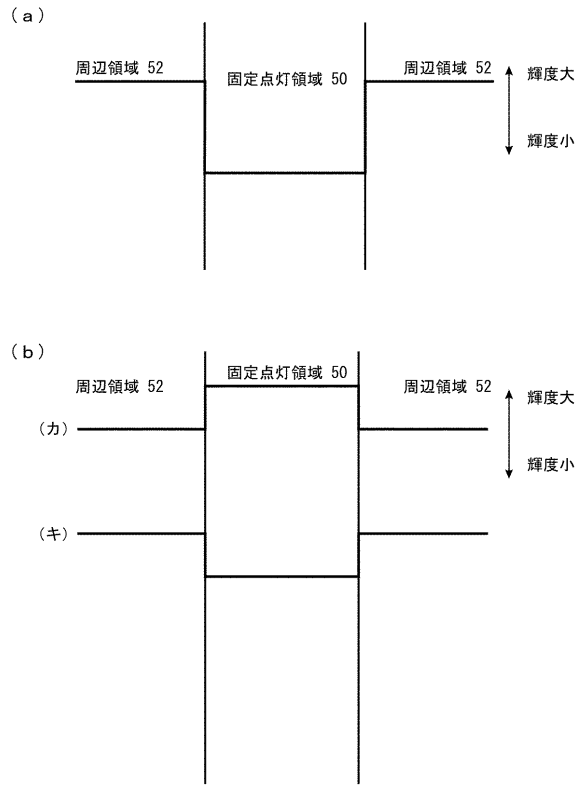 (a)
周辺領域 52
固定点灯領域 50
周辺領域 52
輝度大
輝度小
(b)
固定点灯領域 50
周辺領域 52
周辺領域 52
輝度大
(カ)
輝度小
(キ)